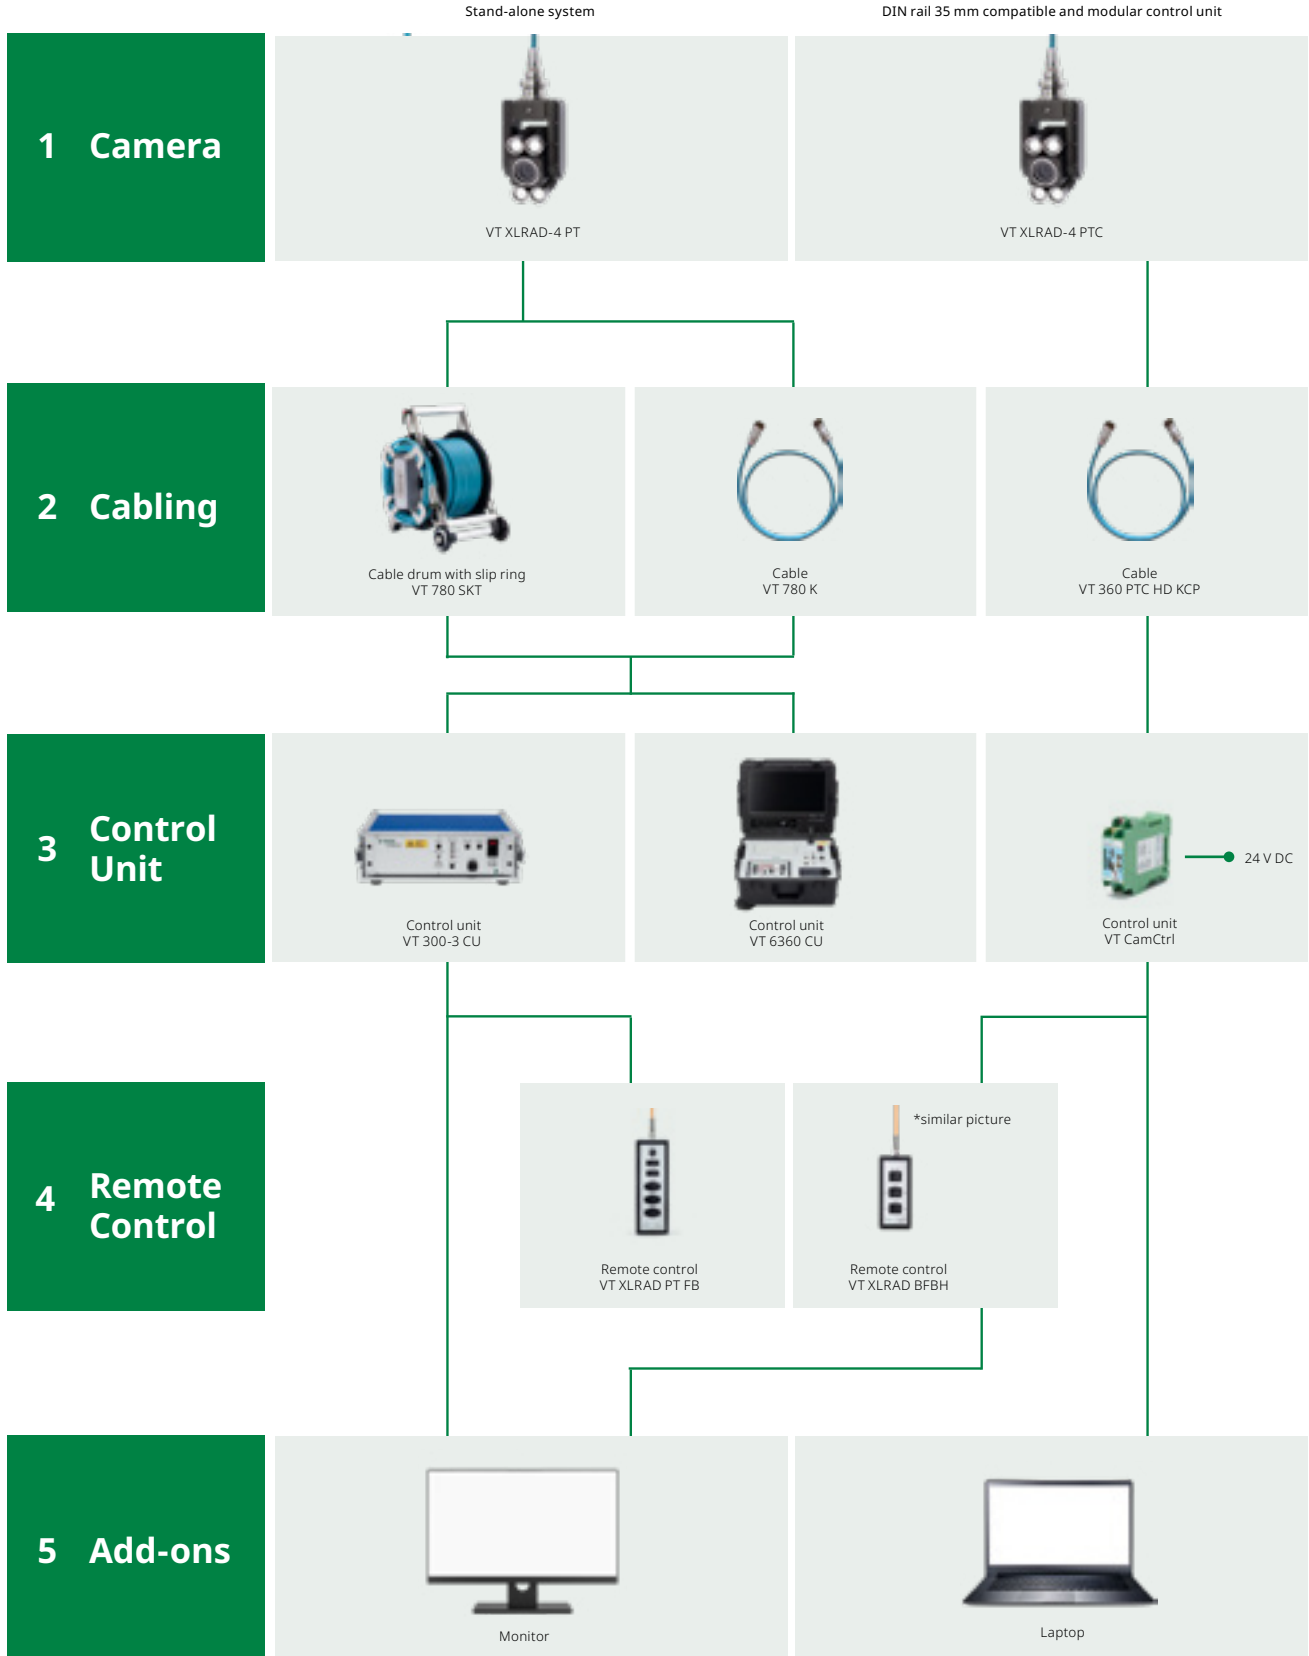 Stand-alone system
DIN rail 35 mm compatible and modular control unit
1 Camera
VT XLRAD-4 PT
VT XLRAD-4 PTC
2 Cabling
Cable drum with slip ring
VT 780 SKT
Cable
VT 780 K
Cable
VT 360 PTC HD KCP
3 Control
Unit
24 V DC
Control unit
VT 300-3 CU
Control unit
VT 6360 CU
Control unit
VT CamCtrl
4 Remote
Control
*similar picture
Remote control
VT XLRAD PT FB
Remote control
VT XLRAD BFBH
5 Add-ons
Monitor
Laptop